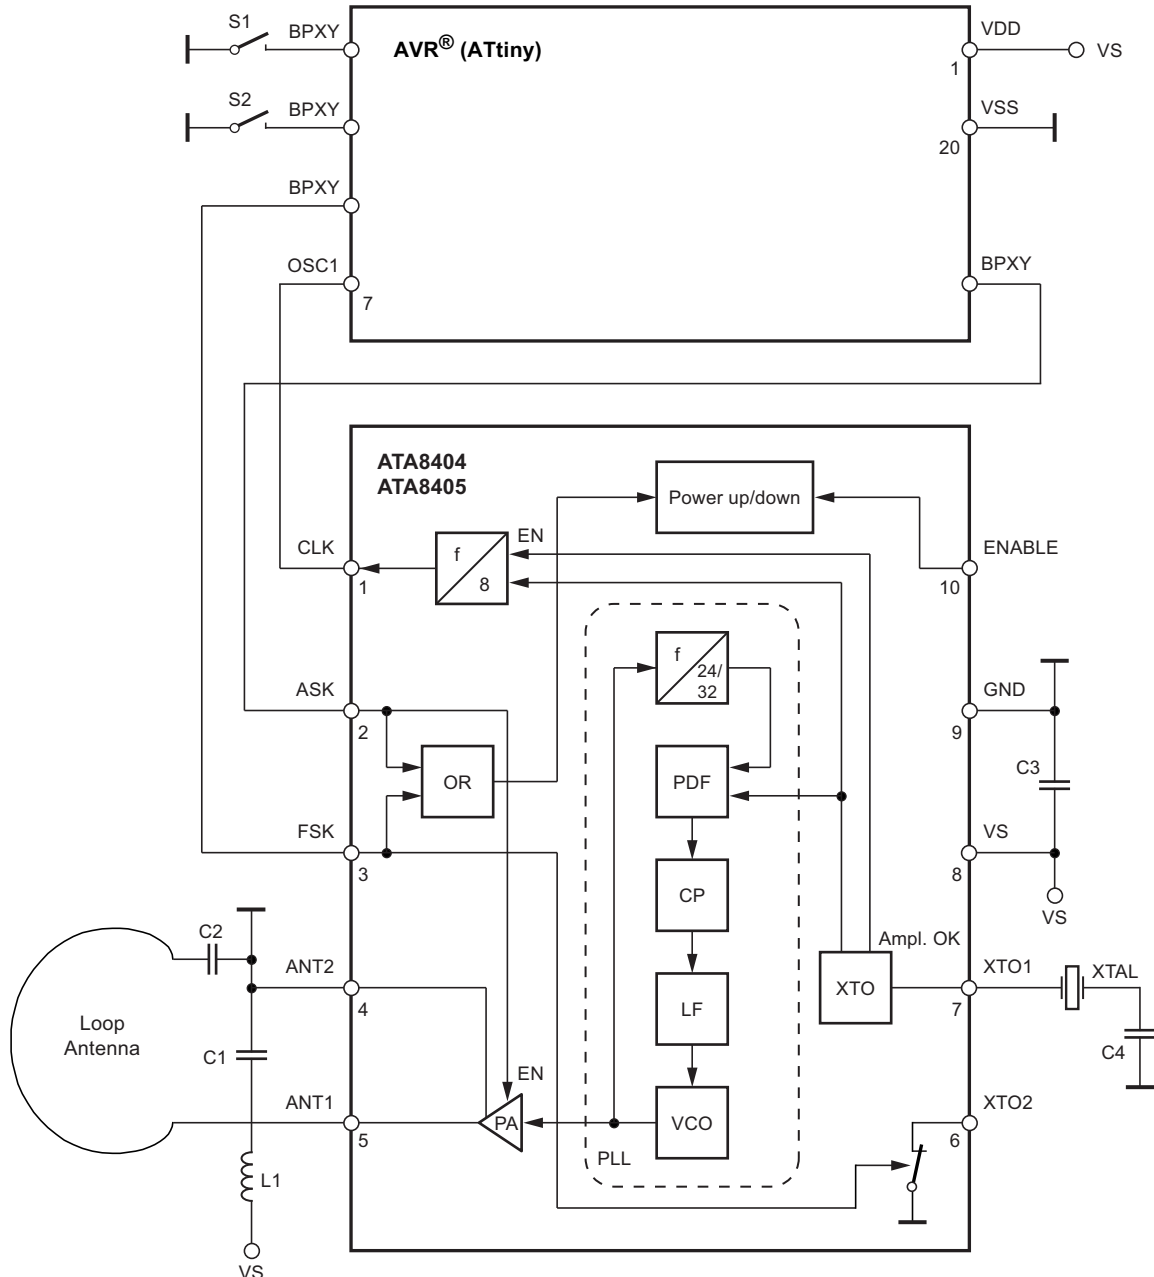 S1
BPXY
AVR® (ATtiny)
VDD
1
VS
S2
BPXY
VSS
20
BPXY
OSC1
7
BPXY
ATA8404
ATA8405
Power up/down
CLK
1
f
8
EN
ENABLE
10
f
24/
32
ASK
2
GND
9
OR
PDF
C3
FSK
3
VS
8
CP
VS
C2
Ampl. OK
ANT2
4
XTO
XTO1
7
XTAL
LF
Loop
Antenna
C1
C4
EN
ANT1
5
PA
VCO
XTO2
6
PLL
L1
VS